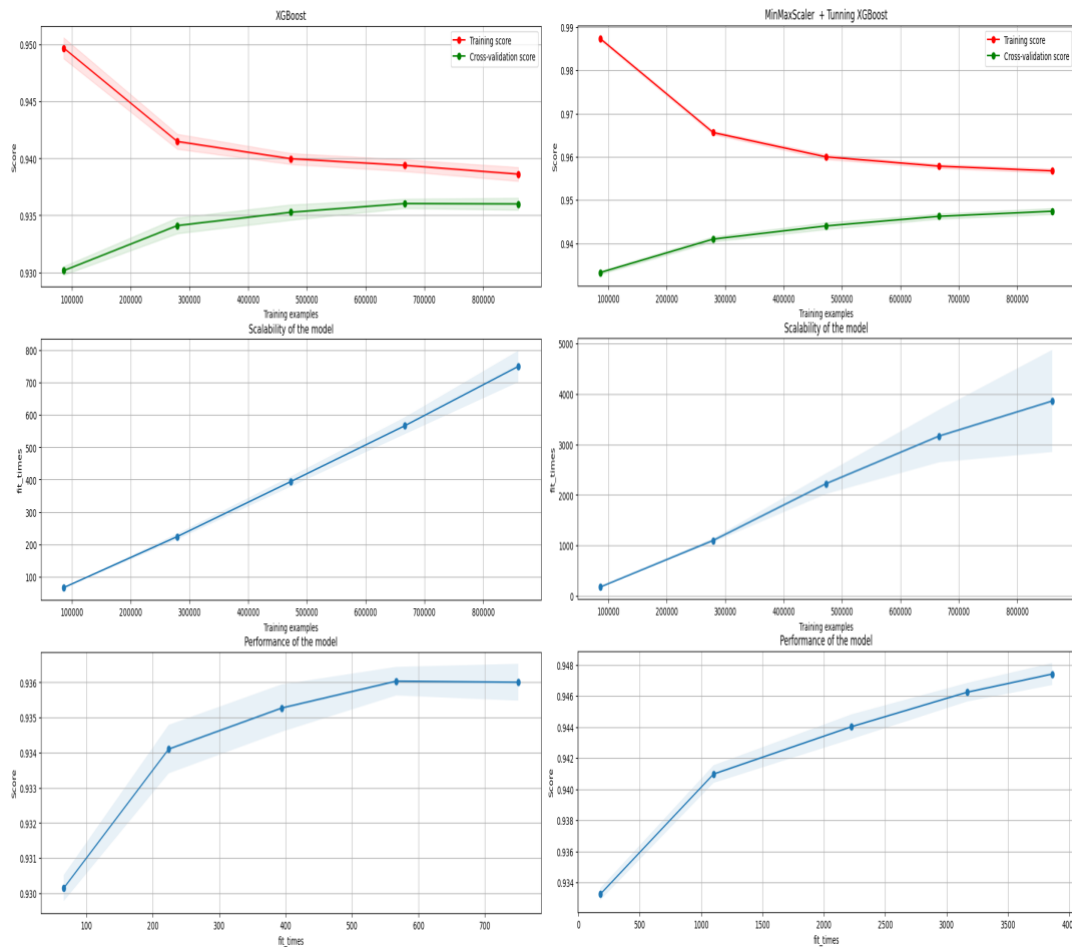 XGBoost
Training score
Cross-validation score
Score
0.950
0.945
0.940
0.935
0.930
100000 200000 300000 400000 500000 600000 700000 800000
Training examples
MinMaxScaler + Tunning XGBoost
Training score
Cross-validation score
Score
0.99
0.98
0.97
0.96
0.95
0.94
100000 200000 300000 400000 500000 600000 700000 800000
Training examples
Scalability of the model
fit_times
800
700
600
500
400
300
200
100
100000 200000 300000 400000 500000 600000 700000 800000
Training examples
Scalability of the model
fit_times
5000
4000
3000
2000
1000
0
100000 200000 300000 400000 500000 600000 700000 800000
Training examples
Performance of the model
Score
0.936
0.935
0.934
0.933
0.932
0.931
0.930
100 200 300 400 500 600 700
fit_times
Performance of the model
Score
0.948
0.946
0.944
0.942
0.940
0.938
0.936
0.934
0 500 1000 1500 2000 2500 3000 3500 400
fit_times